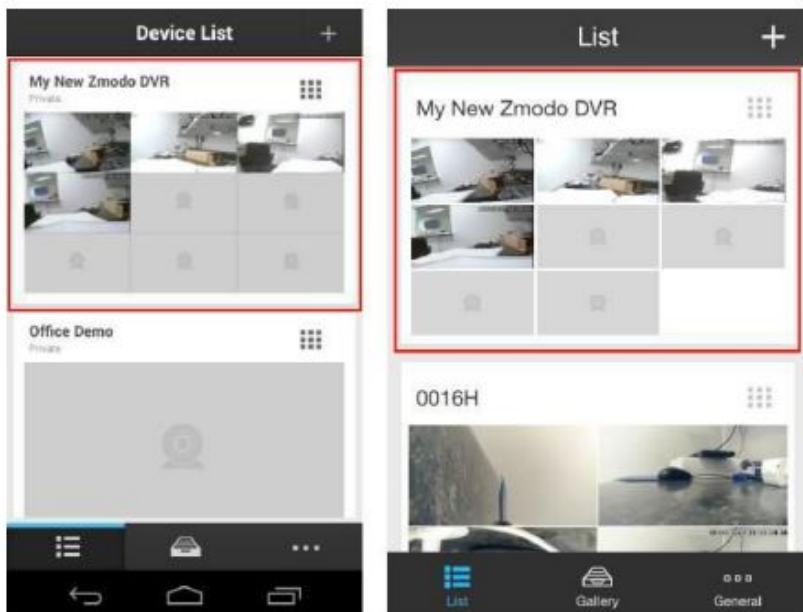 Device List
My New Zmodo DVR
Private
Office Demo
Private
List
My New Zmodo DVR
0016H
List
Gallery
General